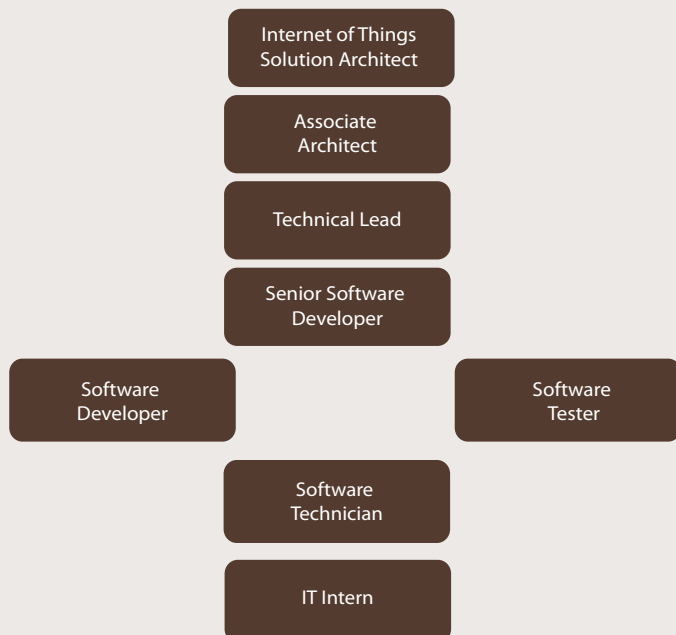 Internet of Things
Solution Architect
Associate
Architect
Technical Lead
Senior Software
Developer
Software
Developer
Software
Tester
Software
Technician
IT Intern